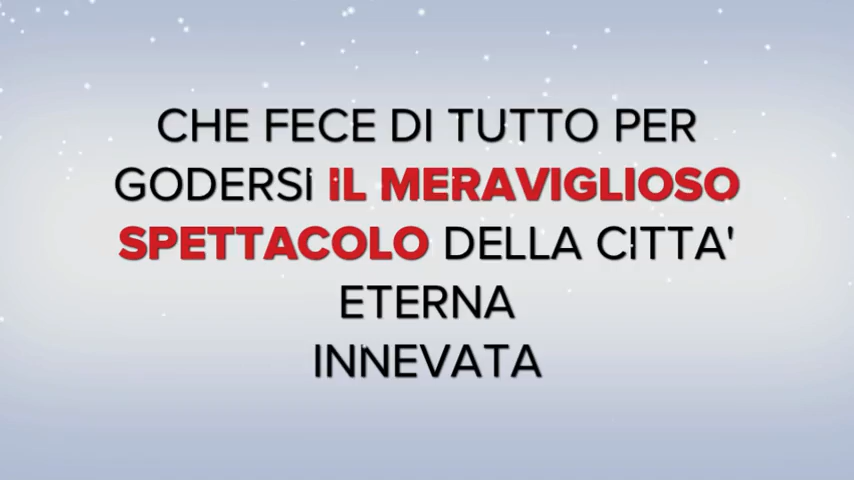 CHE FECE DI TUTTO PER
GODERSI IL MERAVIGLIOSO
SPETTACOLO DELLA CITTA'
ETERNA
INNEVATA